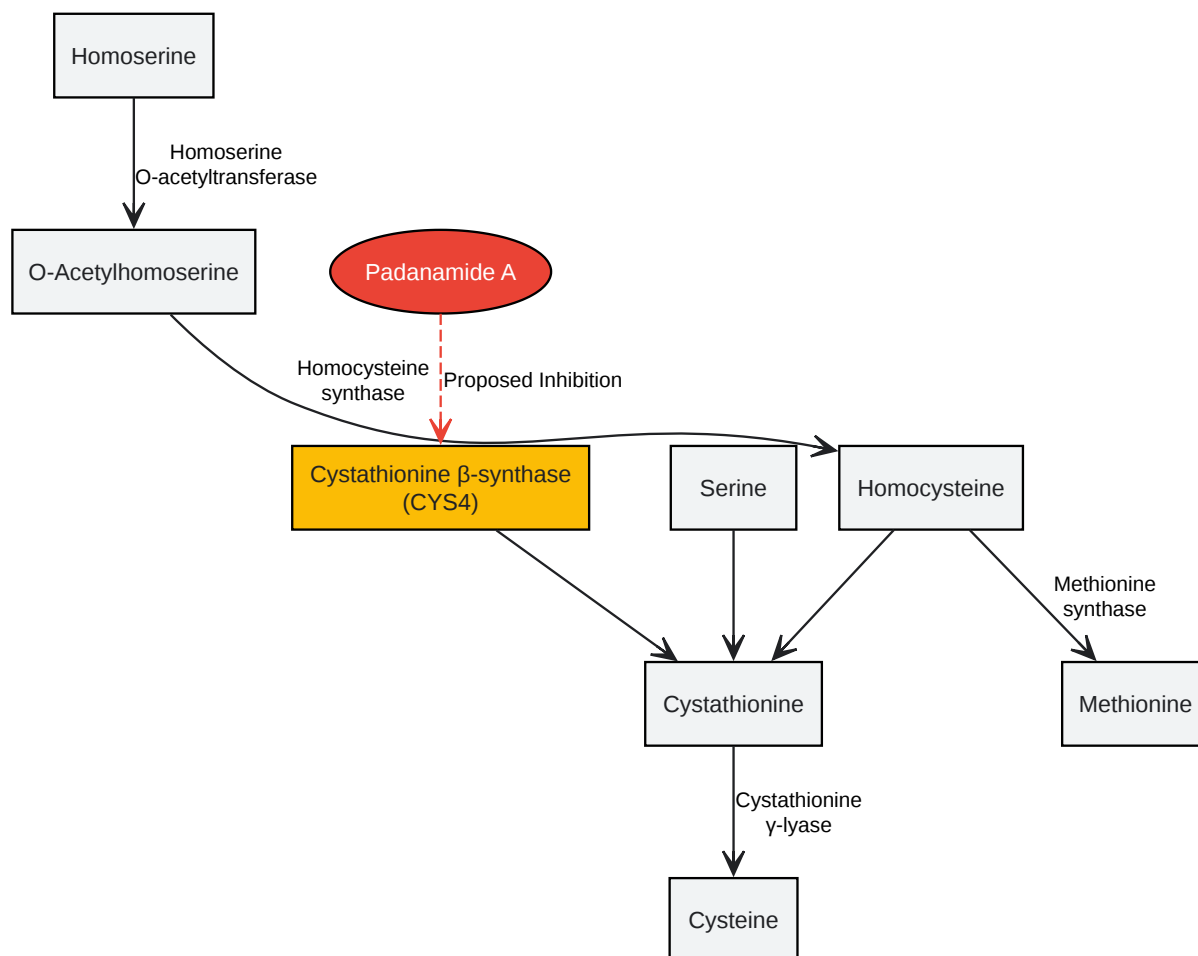 Homoserine
Homoserine
O-acetyltransferase
O-Acetylhomoserine
Padanamide A
Homocysteine
synthase
Proposed Inhibition
Cystathionine β-synthase
(CYS4)
Serine
Homocysteine
Methionine
synthase
Cystathionine
Methionine
Cystathionine
γ-lyase
Cysteine